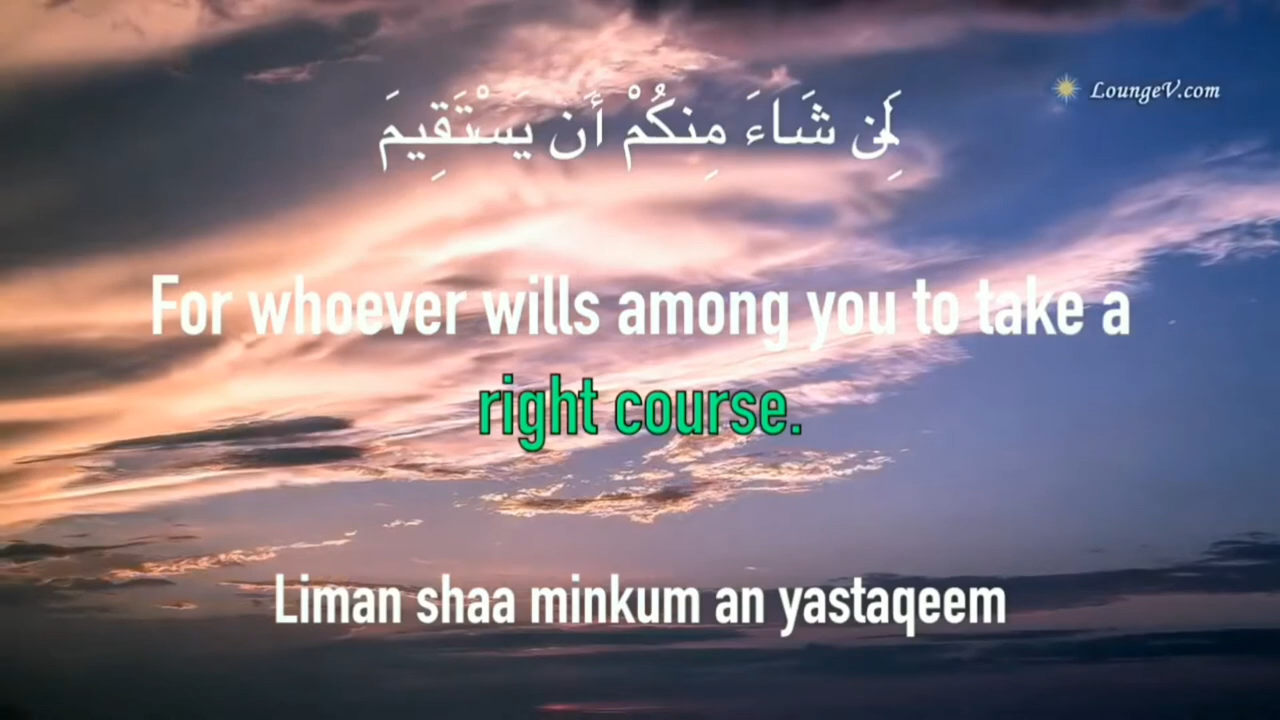 LoungeV.com
لِمَن شَاءَ مِنكُمْ أَن يَسْتَقِيمَ
For whoever wills among you to take a
right course.
Liman shaa minkum an yastaqeem